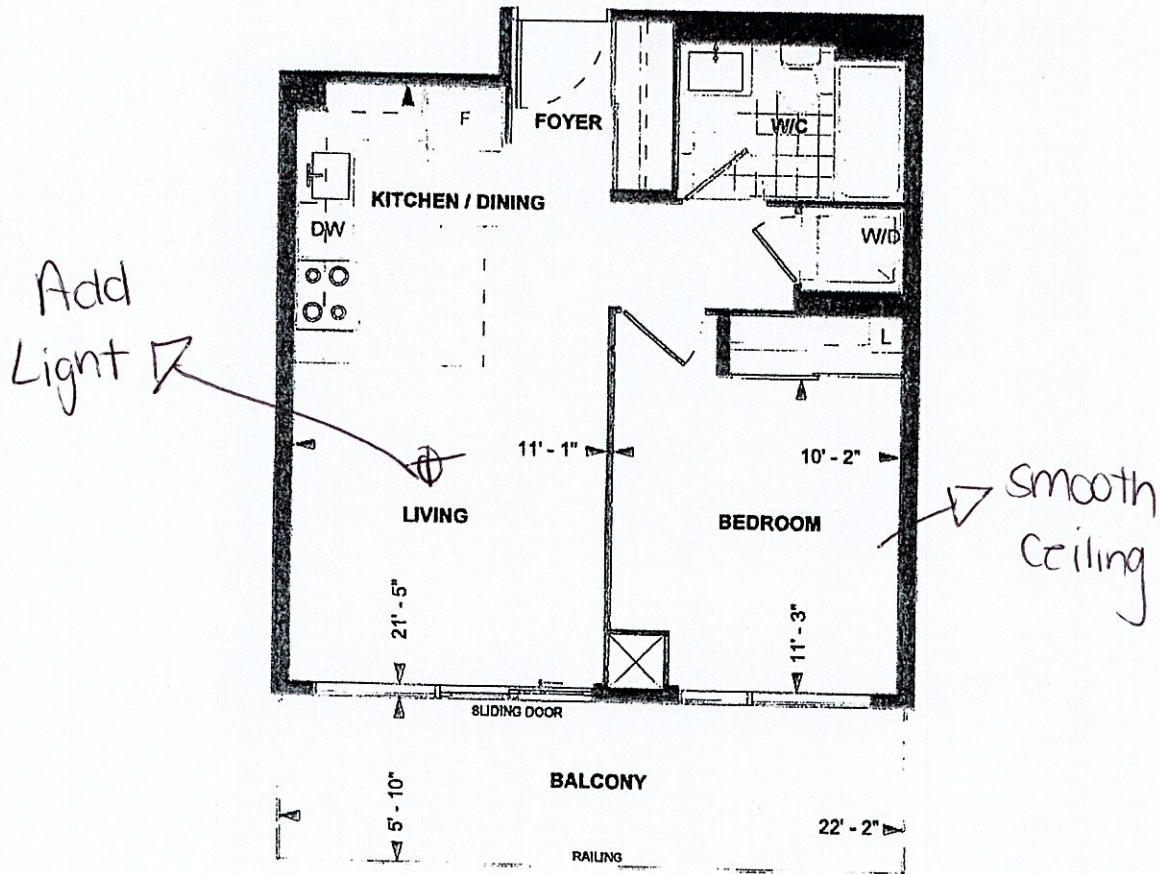 F
FOYER
W/C
KITCHEN / DINING
DW
W/D
Add
Light
L
11' - 1"
10' - 2"
LIVING
BEDROOM
smooth
Ceiling
21' - 5"
11' - 3"
SLIDING DOOR
BALCONY
5' - 10"
22' - 2"
RAILING